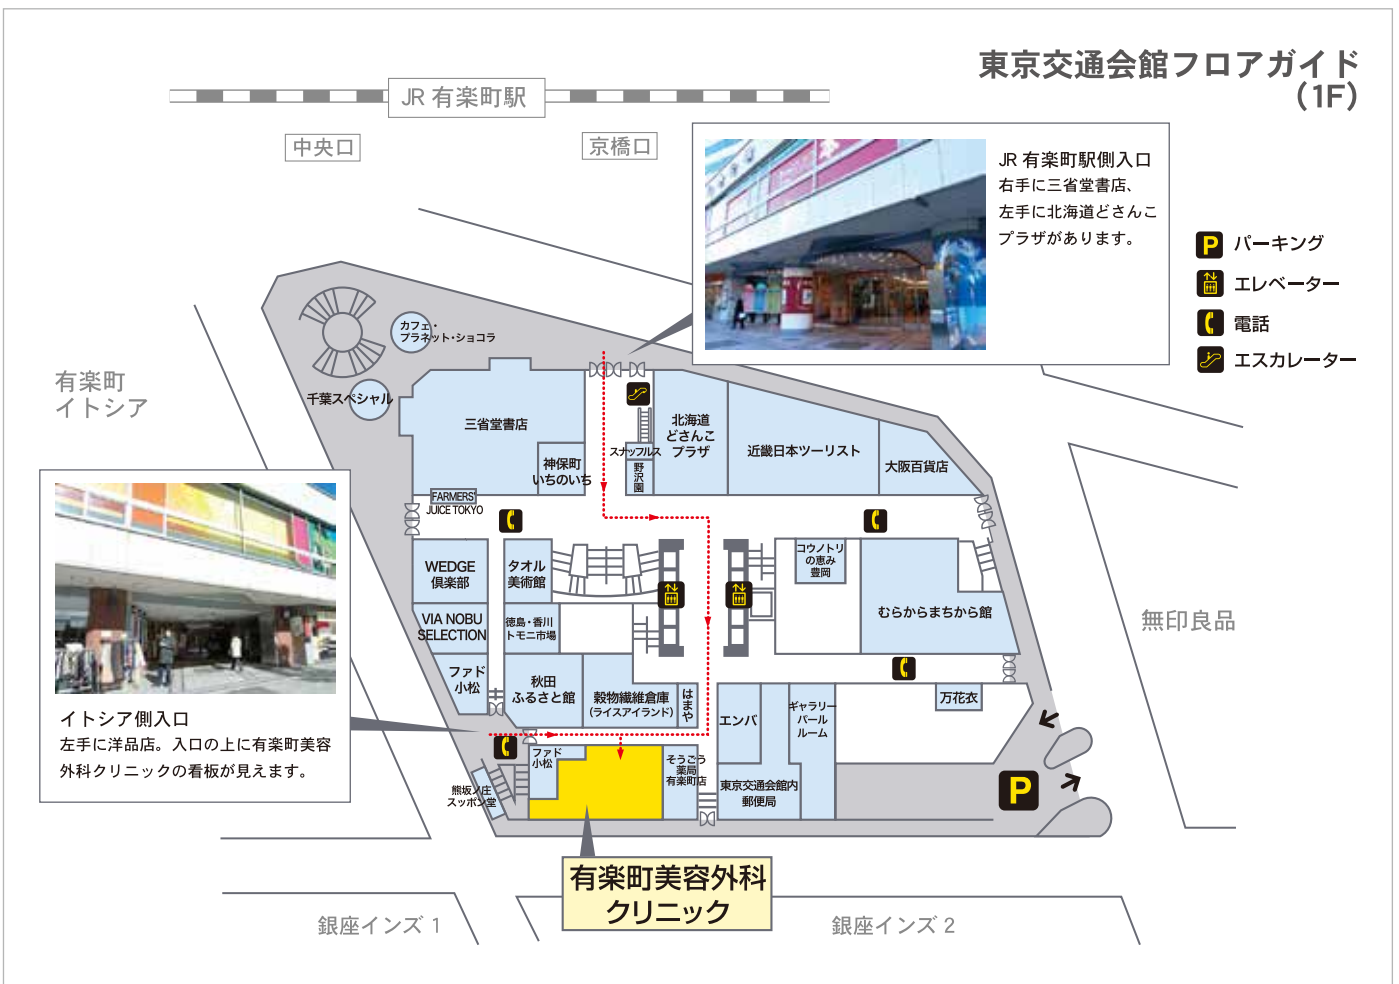 東京交通会館フロアガイド
(1F)
JR 有楽町駅
中央口
京橋口
JR 有楽町駅側入口
右手に三省堂書店、
左手に北海道どさんこ
プラザがあります。
P パーキング
エレベーター
電話
エスカレーター
カフェ・
プラネット・ショコラ
千葉スペシャル
有楽町
イトシア
三省堂書店
神保町
いちのいち
スナッフルス
野沢園
北海道
どさんこ
プラザ
近畿日本ツーリスト
大阪百貨店
FARMERS'
JUICE TOKYO
WEDGE
倶楽部
タオル
美術館
コウノトリ
の恵み
豊岡
むらからまちから館
無印良品
VIA NOBU
SELECTION
徳島・香川
トモニ市場
ファド
小松
秋田
ふるさと館
穀物繊維倉庫
(ライスアイランド)
はまや
エンバ
ギャラリー
パール
ルーム
万花衣
イトシア側入口
左手に洋品店。入口の上に有楽町美容
外科クリニックの看板が見えます。
ファド
小松
そうごう
薬局
有楽町店
東京交通会館内
郵便局
熊坂ノ庄
スッポン堂
P
有楽町美容外科
クリニック
銀座インズ 1
銀座インズ 2